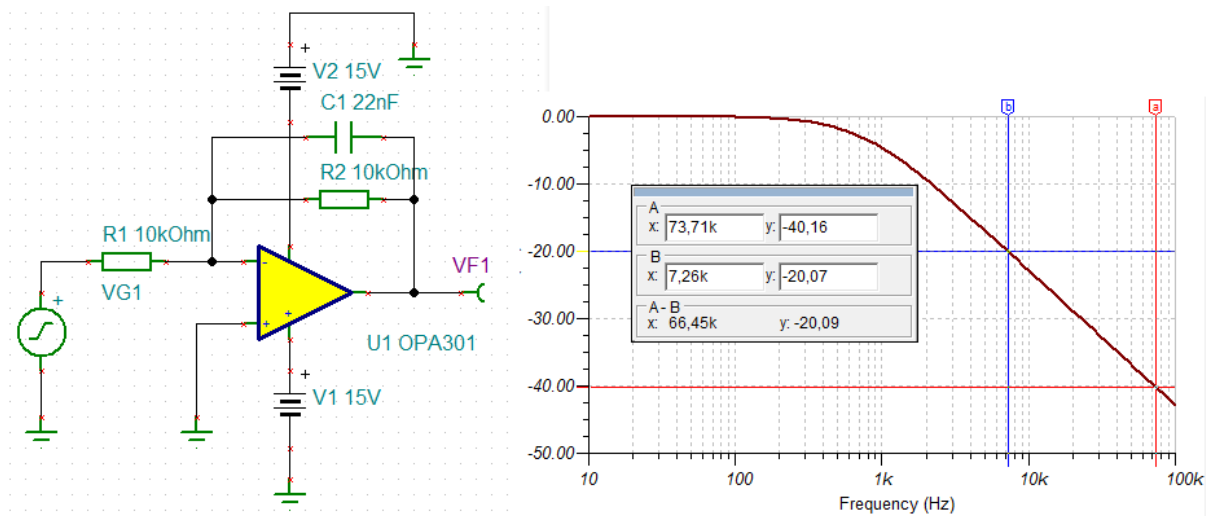 +
V2 15V
C1 22nF
R2 10kOhm
R1 10kOhm
-
VF1
VG1
+
+
+
U1 OPA301
+
V1 15V
b
a
0.00
-10.00
-20.00
-30.00
-40.00
-50.00
A
x: 73,71k y: -40,16
B
x: 7,26k y: -20,07
A - B
x: 66,45k y: -20,09
10 100 1k 10k 100k
Frequency (Hz)